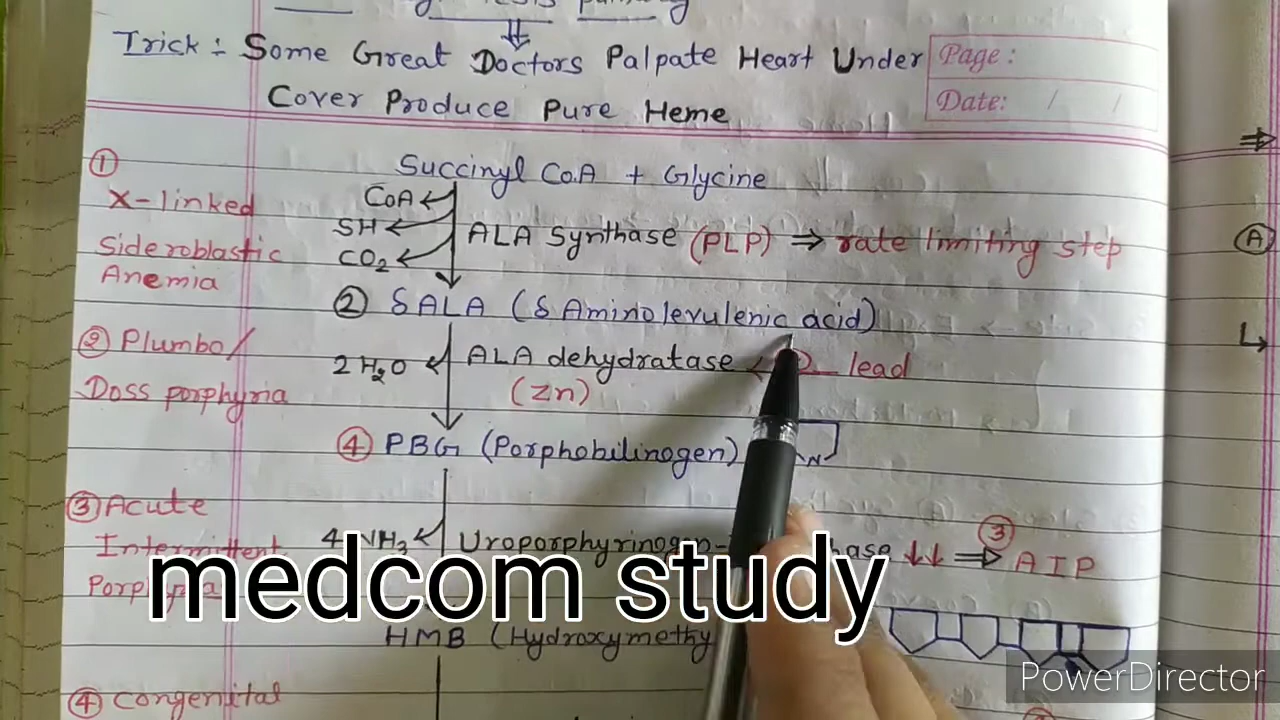 Trick :- Some Great Doctors Palpate Heart Under
Cover Produce Pure Heme
Page :
Date: / /
① Succinyl CoA + Glycine
X-linked
Sideroblastic
Anemia
CoA
SH
CO₂
ALA Synthase (PLP) ⇒ rate limiting step
② δALA (δ Aminolevulenic acid)
② Plumbo/
Doss porphyria
2 H₂O
ALA dehydratase lead
(Zn)
④ PBG (Porphobilinogen)
N
③ Acute
Intermittent
4 NH₃
Uroporphyrinogen- ↓↓ ⇒ ③ AIP
medcom study
HMB (Hydroxymethy
④ Congenital
PowerDirector
A